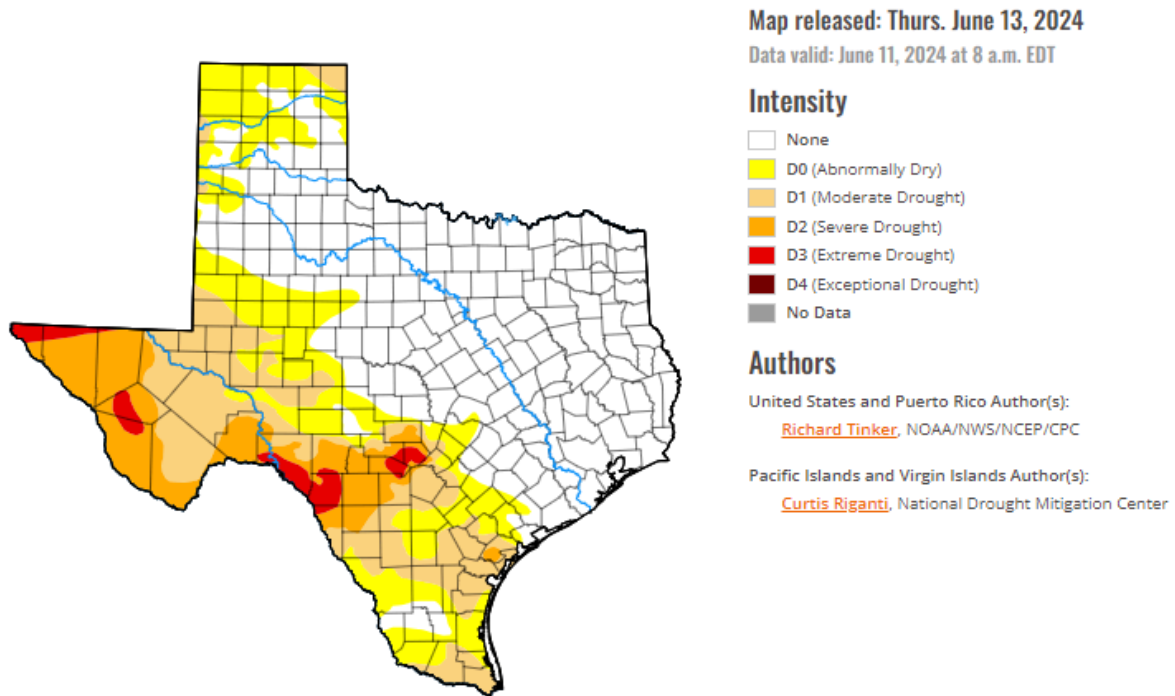 Map released: Thurs. June 13, 2024
Data valid: June 11, 2024 at 8 a.m. EDT
Intensity
None
D0 (Abnormally Dry)
D1 (Moderate Drought)
D2 (Severe Drought)
D3 (Extreme Drought)
D4 (Exceptional Drought)
No Data
Authors
United States and Puerto Rico Author(s):
Richard Tinker, NOAA/NWS/NCEP/CPC
Pacific Islands and Virgin Islands Author(s):
Curtis Riganti, National Drought Mitigation Center